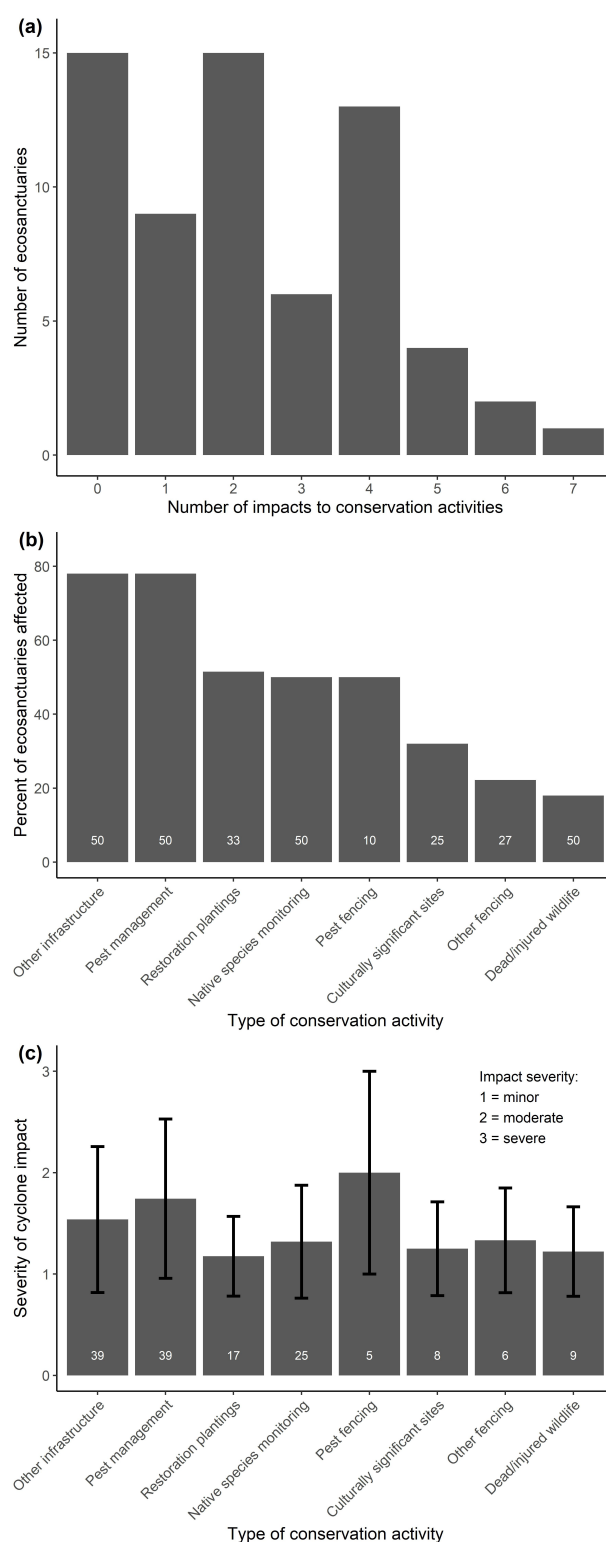 (a)
Number of ecosanctuaries
15
10
5
0
0 1 2 3 4 5 6 7
Number of impacts to conservation activities
(b)
Percent of ecosanctuaries affected
80
60
40
20
0
50 50 33 50 10 25 27 50
Other infrastructure
Pest management
Restoration plantings
Native species monitoring
Pest fencing
Culturally significant sites
Other fencing
Dead/injured wildlife
Type of conservation activity
(c)
Severity of cyclone impact
3
2
1
0
Impact severity:
1 = minor
2 = moderate
3 = severe
39 39 17 25 5 8 6 9
Other infrastructure
Pest management
Restoration plantings
Native species monitoring
Pest fencing
Culturally significant sites
Other fencing
Dead/injured wildlife
Type of conservation activity